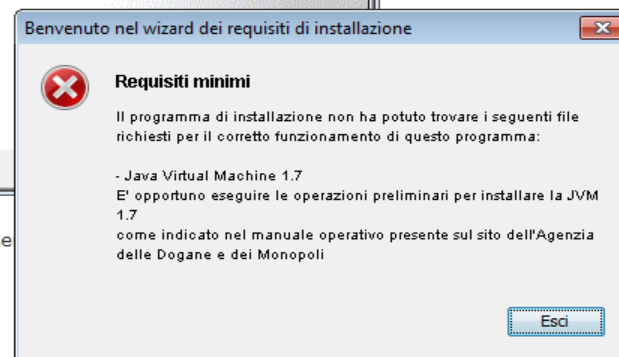 Benvenuto nel wizard dei requisiti di installazione
Requisiti minimi
Il programma di installazione non ha potuto trovare i seguenti file
richiesti per il corretto funzionamento di questo programma:
- Java Virtual Machine 1.7
E' opportuno eseguire le operazioni preliminari per installare la JVM
1.7
come indicato nel manuale operativo presente sul sito dell'Agenzia
delle Dogane e dei Monopoli
Esci